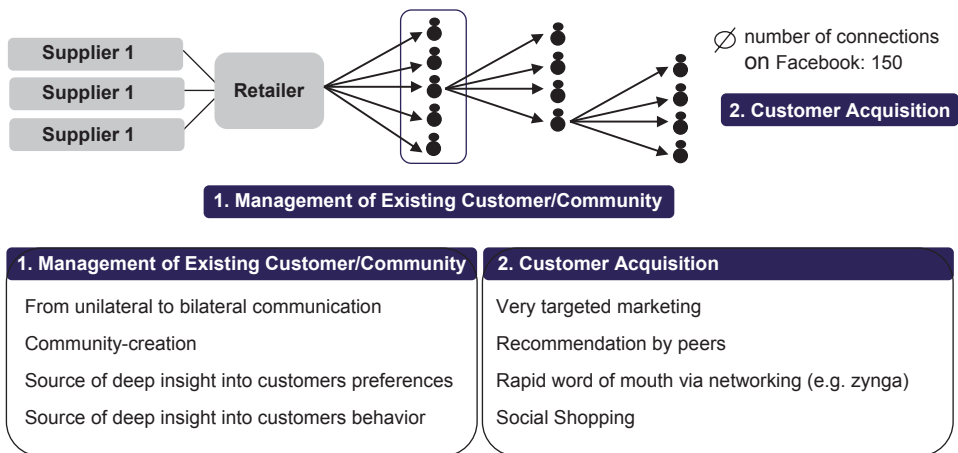 Supplier 1
Supplier 1
Supplier 1
Retailer
∅ number of connections
on Facebook: 150
2. Customer Acquisition
1. Management of Existing Customer/Community
1. Management of Existing Customer/Community
From unilateral to bilateral communication
Community-creation
Source of deep insight into customers preferences
Source of deep insight into customers behavior
2. Customer Acquisition
Very targeted marketing
Recommendation by peers
Rapid word of mouth via networking (e.g. zynga)
Social Shopping